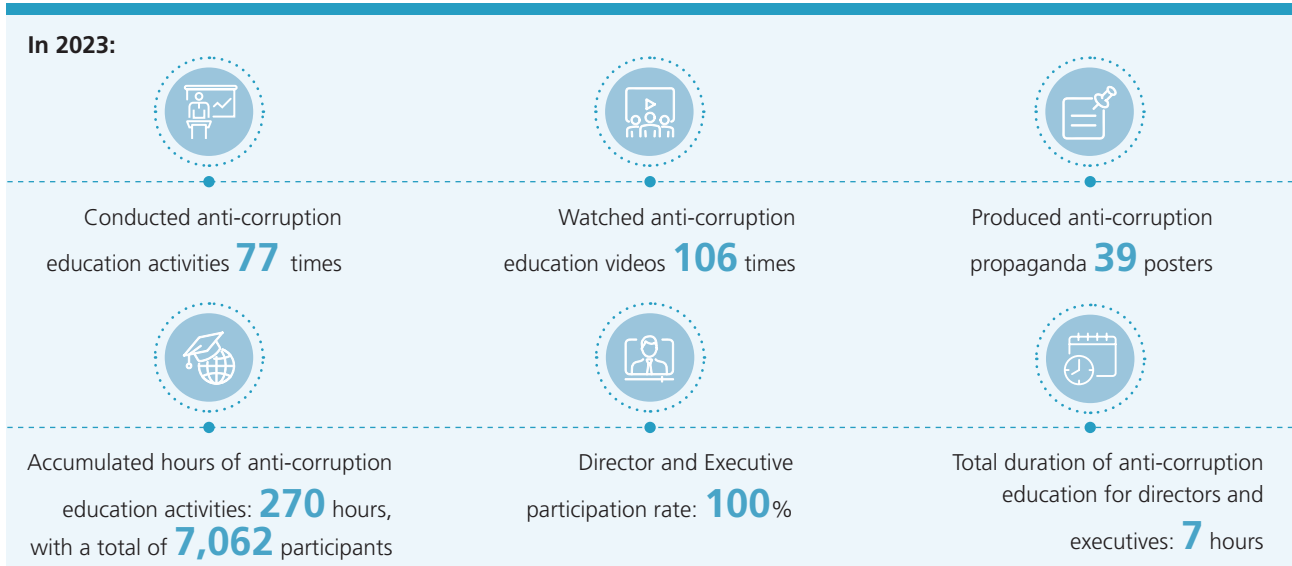 In 2023:
Conducted anti-corruption
education activities 77 times
Watched anti-corruption
education videos 106 times
Produced anti-corruption
propaganda 39 posters
Accumulated hours of anti-corruption
education activities: 270 hours,
with a total of 7,062 participants
Director and Executive
participation rate: 100%
Total duration of anti-corruption
education for directors and
executives: 7 hours